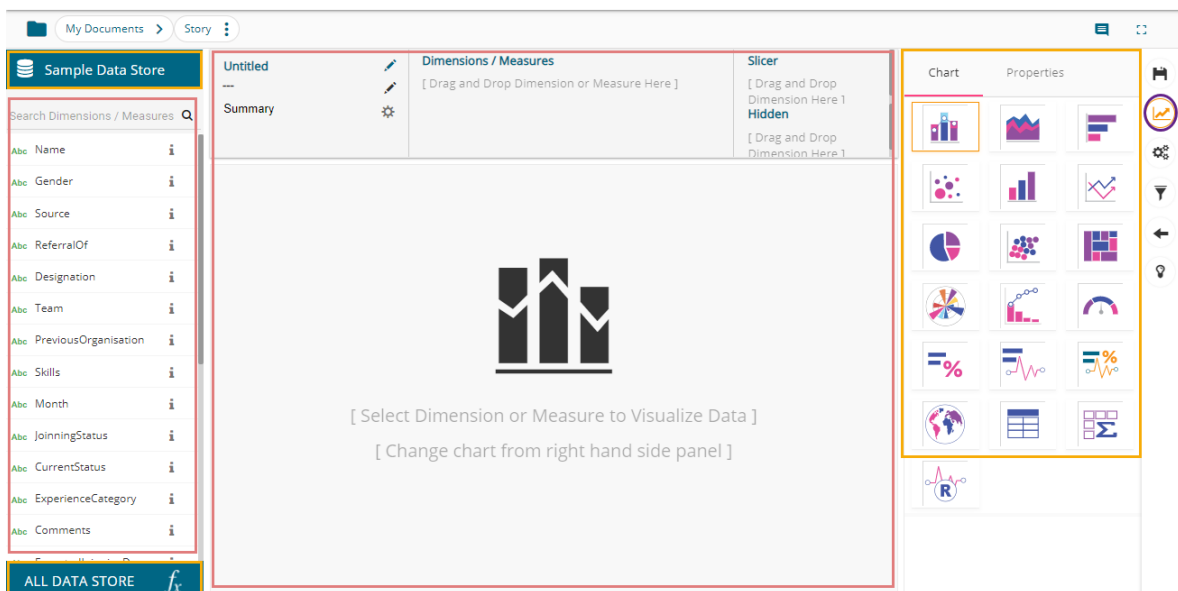 My Documents
Story
Sample Data Store
Search Dimensions / Measures
Abc Name
Abc Gender
Abc Source
Abc ReferralOf
Abc Designation
Abc Team
Abc PreviousOrganisation
Abc Skills
Abc Month
Abc JoinningStatus
Abc CurrentStatus
Abc ExperienceCategory
Abc Comments
ALL DATA STORE fx
Untitled
---
Summary
Dimensions / Measures
[ Drag and Drop Dimension or Measure Here ]
Slicer
[ Drag and Drop
Dimension Here ]
Hidden
[ Drag and Drop
Dimension Here ]
[ Select Dimension or Measure to Visualize Data ]
[ Change chart from right hand side panel ]
Chart
Properties
%
%
Σ
R